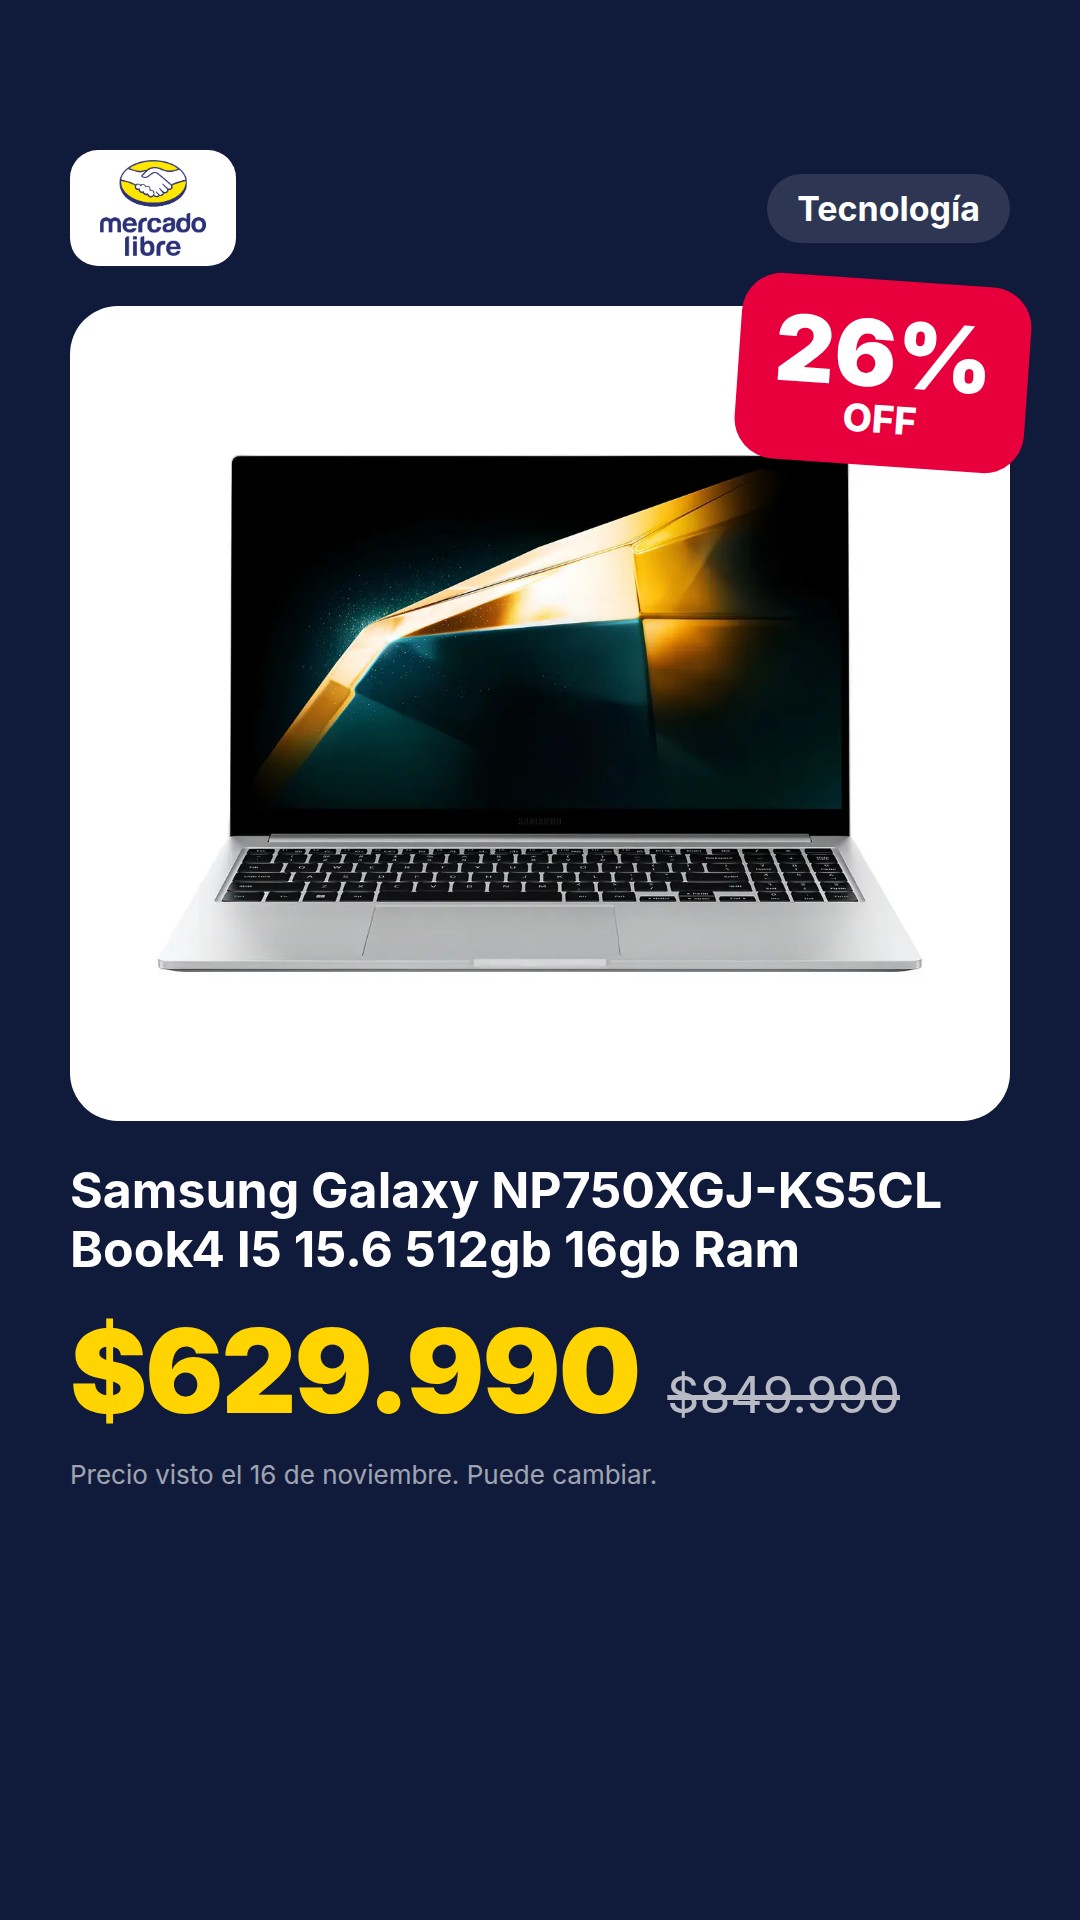 mercado
libre
Tecnología
26%
OFF
SAMSUNG
Samsung Galaxy NP750XGJ-KS5CL
Book4 I5 15.6 512gb 16gb Ram
$629.990 $849.990
Precio visto el 16 de noviembre. Puede cambiar.